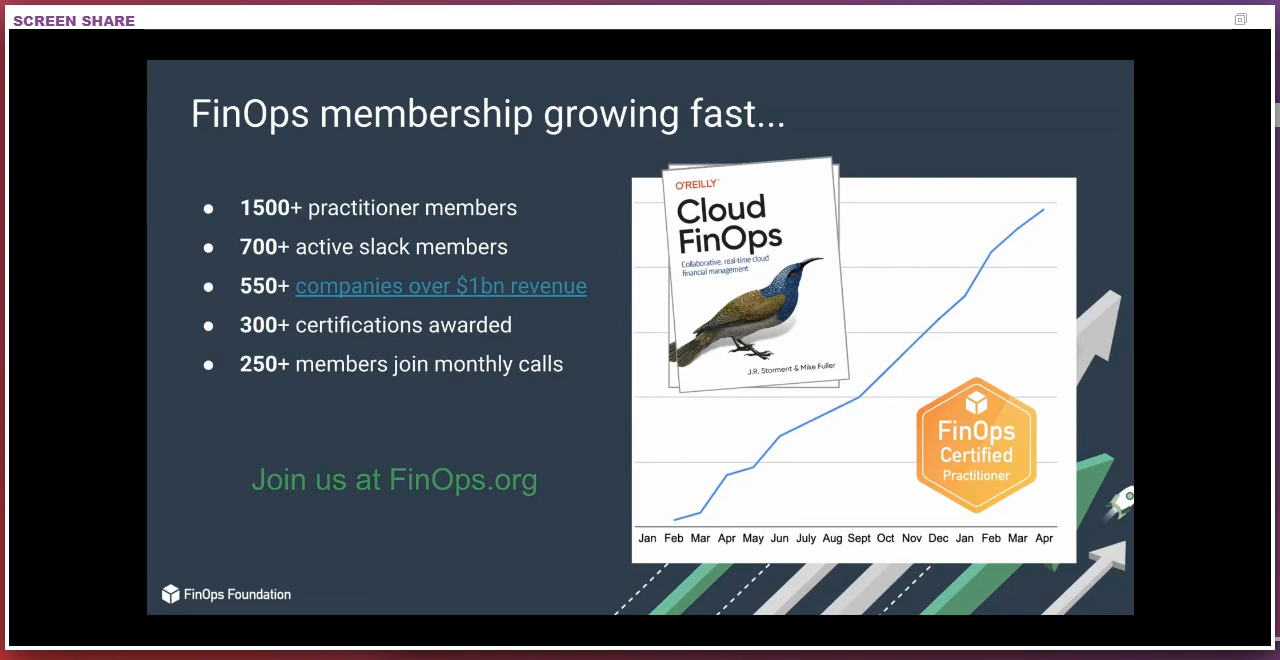 SCREEN SHARE
FinOps membership growing fast...
1500+ practitioner members
700+ active slack members
550+ companies over $1bn revenue
300+ certifications awarded
250+ members join monthly calls
Join us at FinOps.org
O'REILLY
Cloud
FinOps
Collaborative, real-time cloud
financial management
J.R. Storment & Mike Fuller
FinOps
Certified
Practitioner
Jan Feb Mar Apr May Jun July Aug Sept Oct Nov Dec Jan Feb Mar Apr
FinOps Foundation